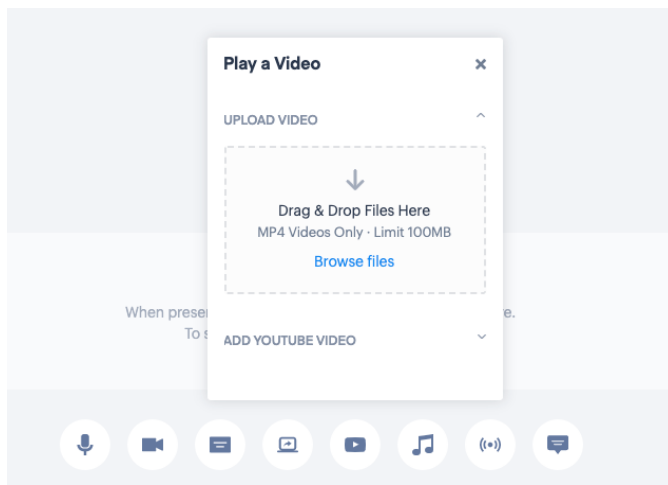 Play a Video
UPLOAD VIDEO
Drag & Drop Files Here
MP4 Videos Only · Limit 100MB
Browse files
When
To
ADD YOUTUBE VIDEO